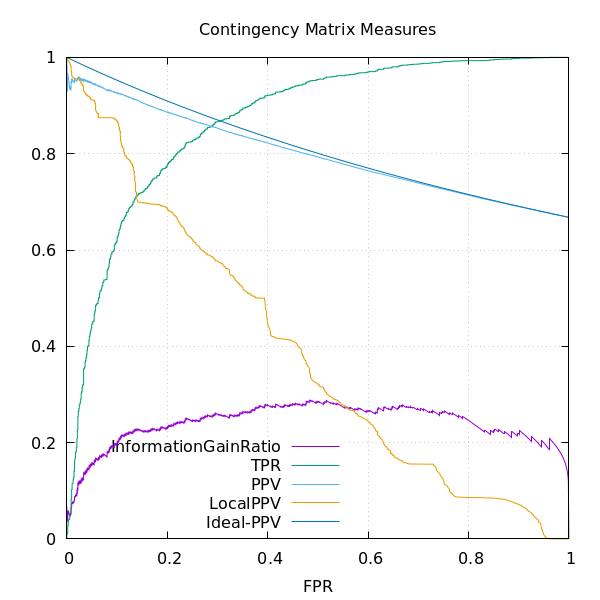 Contingency Matrix Measures
1
0.8
0.6
0.4
0.2
0
InformationGainRatio
TPR
PPV
LocalPPV
Ideal-PPV
0 0.2 0.4 0.6 0.8 1
FPR